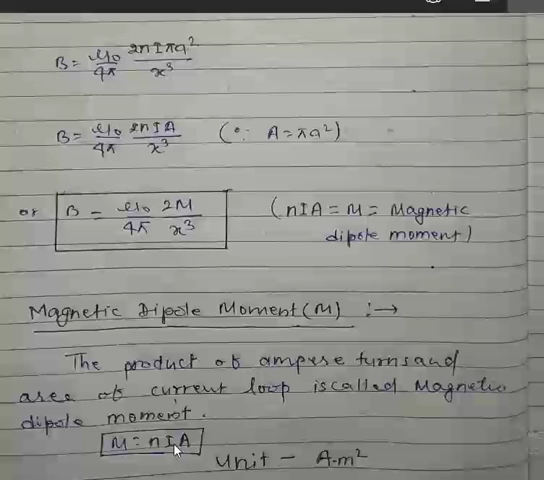 B = μ₀/4π 2nIπa²/x³
B = μ₀/4π 2nIA/x³ (∵ A = πa²)
or B = μ₀/4π 2M/x³ (nIA = M = Magnetic
dipole moment)
Magnetic Dipole Moment (M) :→
The product of ampere turns and
area of current loop is called Magnetic
dipole moment.
M = nIA
Unit – A·m²